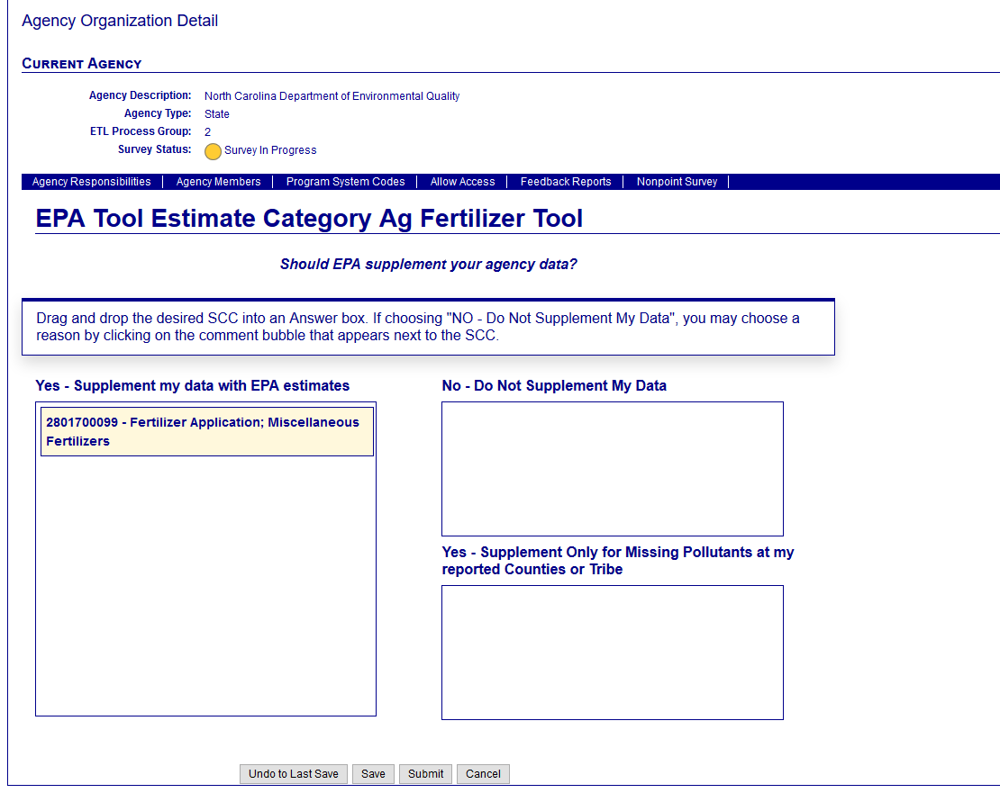 Agency Organization Detail
CURRENT AGENCY
Agency Description: North Carolina Department of Environmental Quality
Agency Type: State
ETL Process Group: 2
Survey Status: Survey In Progress
Agency Responsibilities | Agency Members | Program System Codes | Allow Access | Feedback Reports | Nonpoint Survey |
EPA Tool Estimate Category Ag Fertilizer Tool
Should EPA supplement your agency data?
Drag and drop the desired SCC into an Answer box. If choosing "NO - Do Not Supplement My Data", you may choose a
reason by clicking on the comment bubble that appears next to the SCC.
Yes - Supplement my data with EPA estimates
2801700099 - Fertilizer Application; Miscellaneous
Fertilizers
No - Do Not Supplement My Data
Yes - Supplement Only for Missing Pollutants at my
reported Counties or Tribe
Undo to Last Save Save Submit Cancel